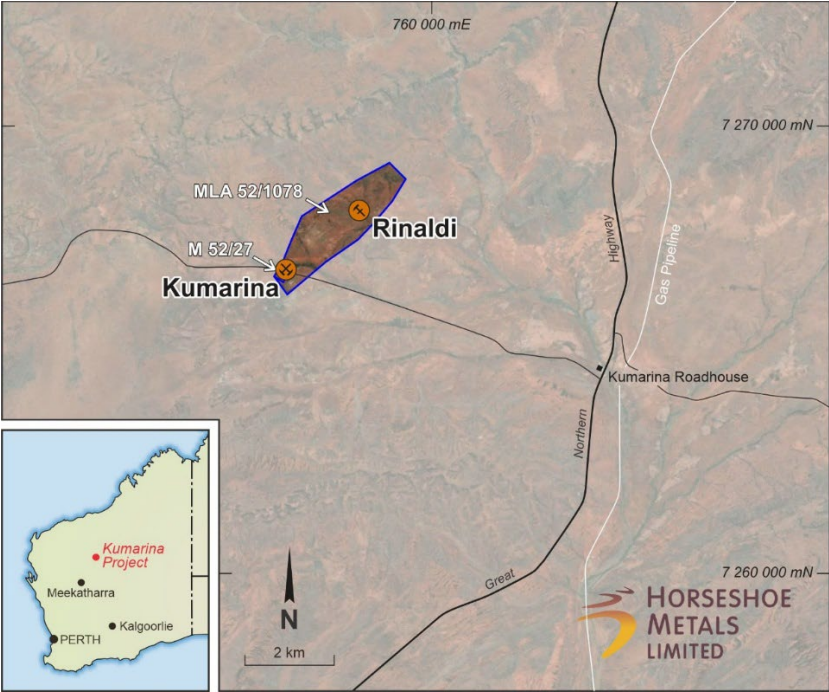 760 000 mE
7 270 000 mN
MLA 52/1078
Rinaldi
M 52/27
Kumarina
Highway
Gas Pipeline
Kumarina Roadhouse
Northern
Great
7 260 000 mN
N
2 km
HORSESHOE
METALS
LIMITED
Kumarina
Project
Meekatharra
Kalgoorlie
PERTH